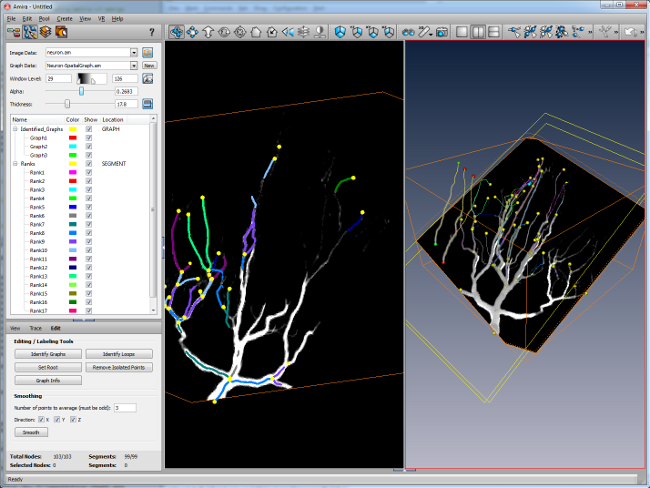 Amira - Untitled
File Edit Pool Create View VR Help
?
Image Data: neuron.am
Graph Data: Neuron-SpatialGraph.am New
Window Level: 29 126
Alpha: 0.2683
Thickness: 17.8
Name Color Show Location
Identified_Graphs GRAPH
Graph1
Graph2
Graph3
Ranks SEGMENT
Rank1
Rank2
Rank3
Rank4
Rank5
Rank6
Rank7
Rank8
Rank9
Rank10
Rank11
Rank12
Rank13
Rank14
Rank15
Rank16
Rank17
View Trace Edit
Editing / Labeling Tools
Identify Graphs Identify Loops
Set Root Remove Isolated Points
Graph Info
Smoothing
Number of points to average (must be odd): 3
Direction: X Y Z
Smooth
Total Nodes: 103/103 Segments: 99/99
Selected Nodes: 0 Segments: 0
Ready